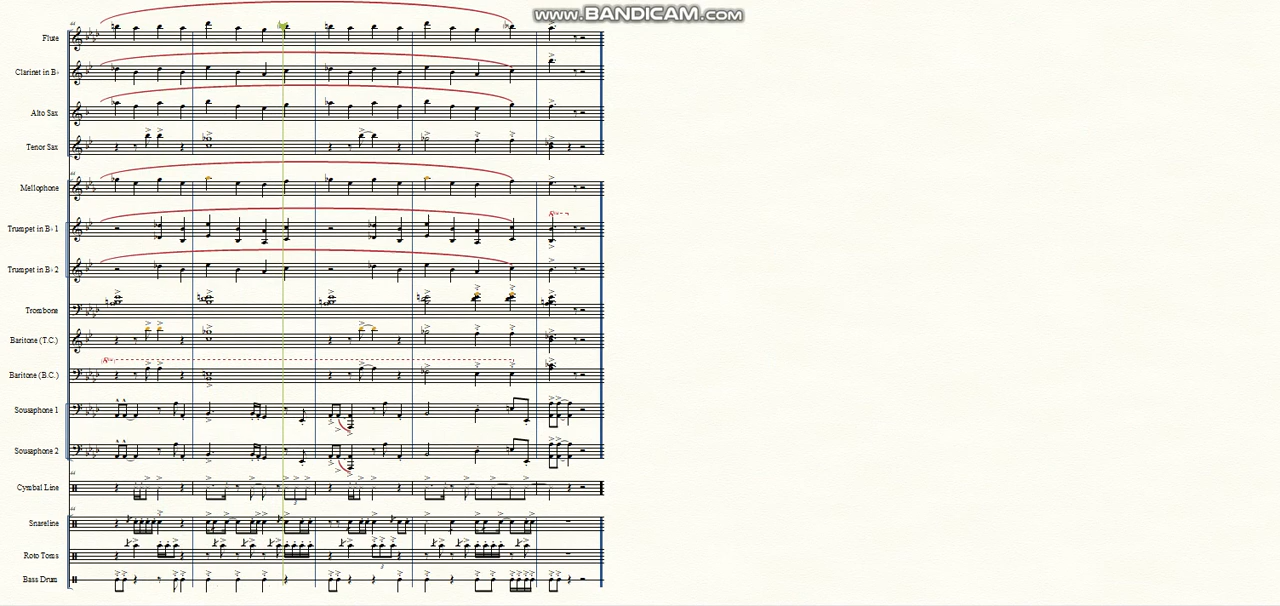 www.BANDICAM.com
Flute
Clarinet in B♭
Alto Sax
Tenor Sax
Mellophone
Trumpet in B♭ 1
Trumpet in B♭ 2
Trombone
Baritone (T.C.)
Baritone (B.C.)
Sousaphone 1
Sousaphone 2
Cymbal Line
Snareline
Roto Toms
Bass Drum